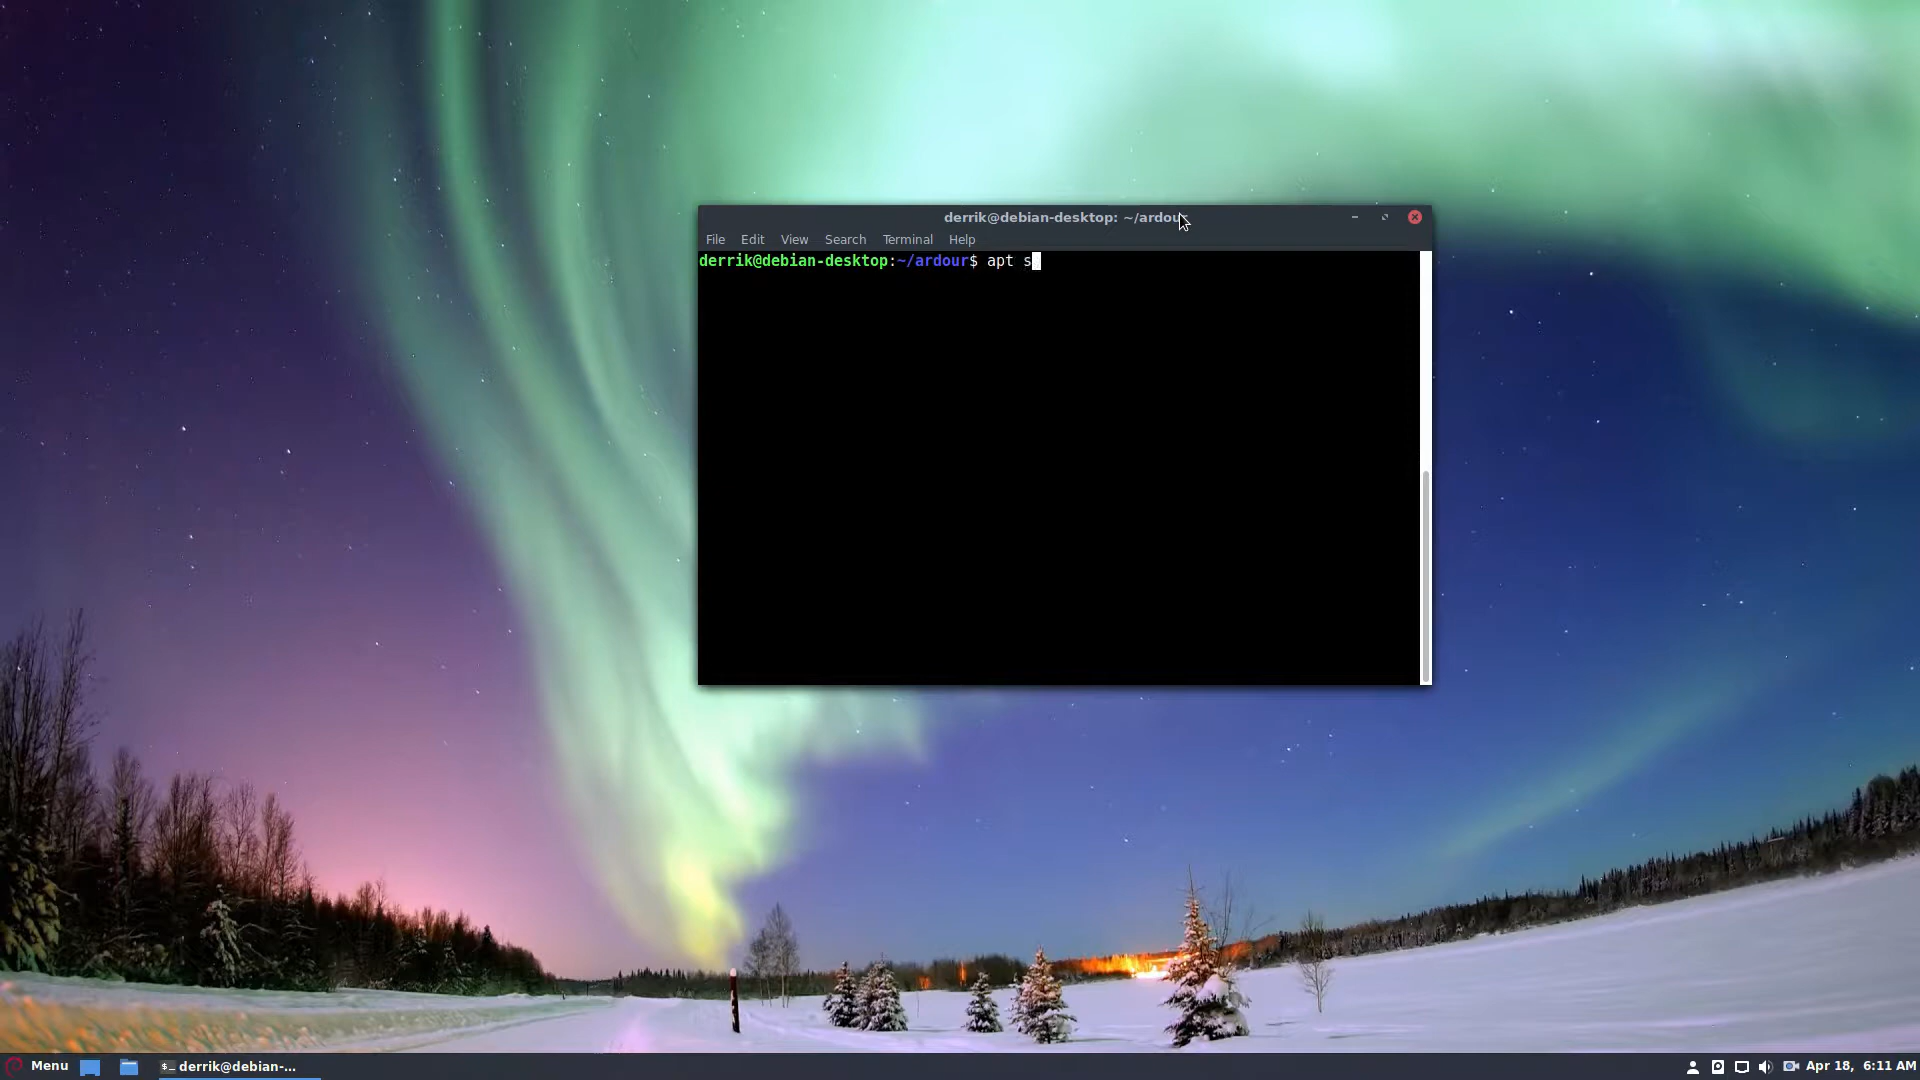 derrik@debian-desktop: ~/ardour
File Edit View Search Terminal Help
derrik@debian-desktop:~/ardour$ apt s
Menu
$_ derrik@debian-...
Apr 18, 6:11 AM